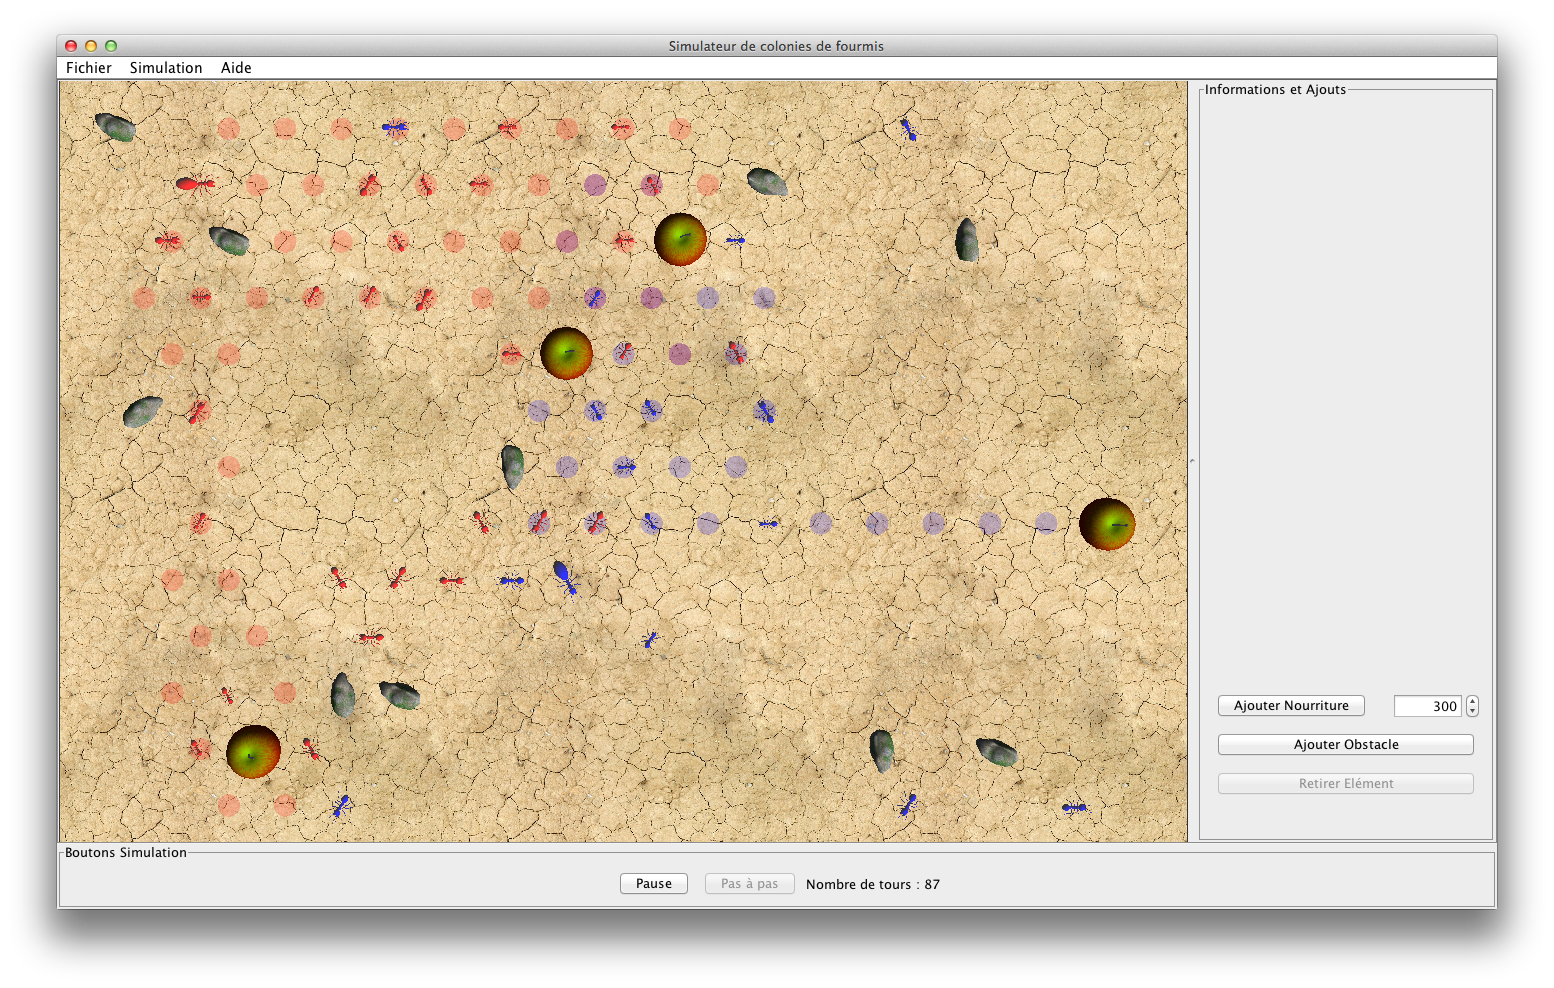 Simulateur de colonies de fourmis
Fichier Simulation Aide
Informations et Ajouts
Ajouter Nourriture 300
Ajouter Obstacle
Retirer Elément
Boutons Simulation
Pause Pas à pas Nombre de tours : 87